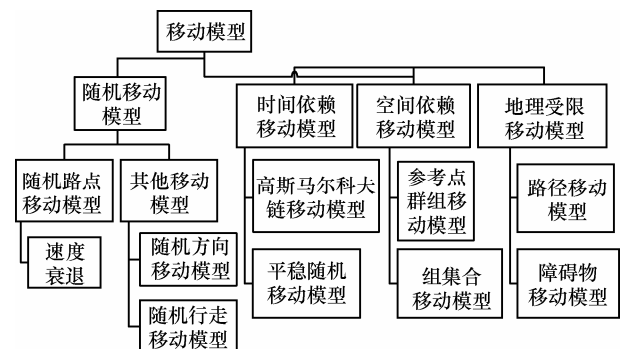 移动模型
随机移动
模型
时间依赖
移动模型
空间依赖
移动模型
地理受限
移动模型
随机路点
移动模型
其他移动
模型
高斯马尔科夫
链移动模型
参考点
群组移
动模型
路径移动
模型
速度
衰退
随机方向
移动模型
平稳随机
移动模型
组集合
移动模型
障碍物
移动模型
随机行走
移动模型